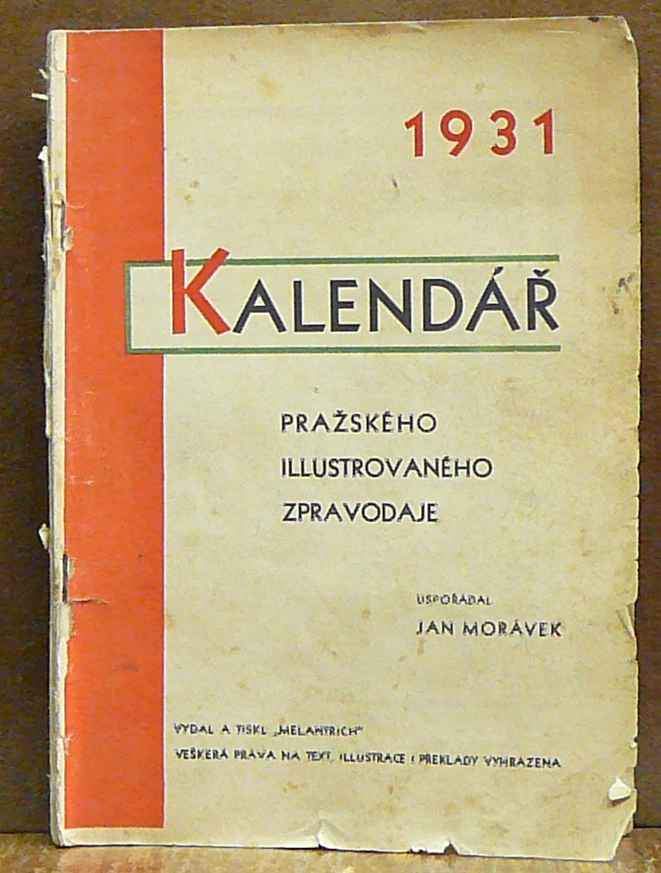 1931
KALENDÁŘ
PRAŽSKÉHO
ILLUSTROVANÉHO
ZPRAVODAJE
USPOŘÁDAL
JAN MORÁVEK
VYDAL A TISKL „MELANTRICH“
VEŠKERÁ PRÁVA NA TEXT, ILLUSTRACE I PŘEKLADY VYHRAZENA